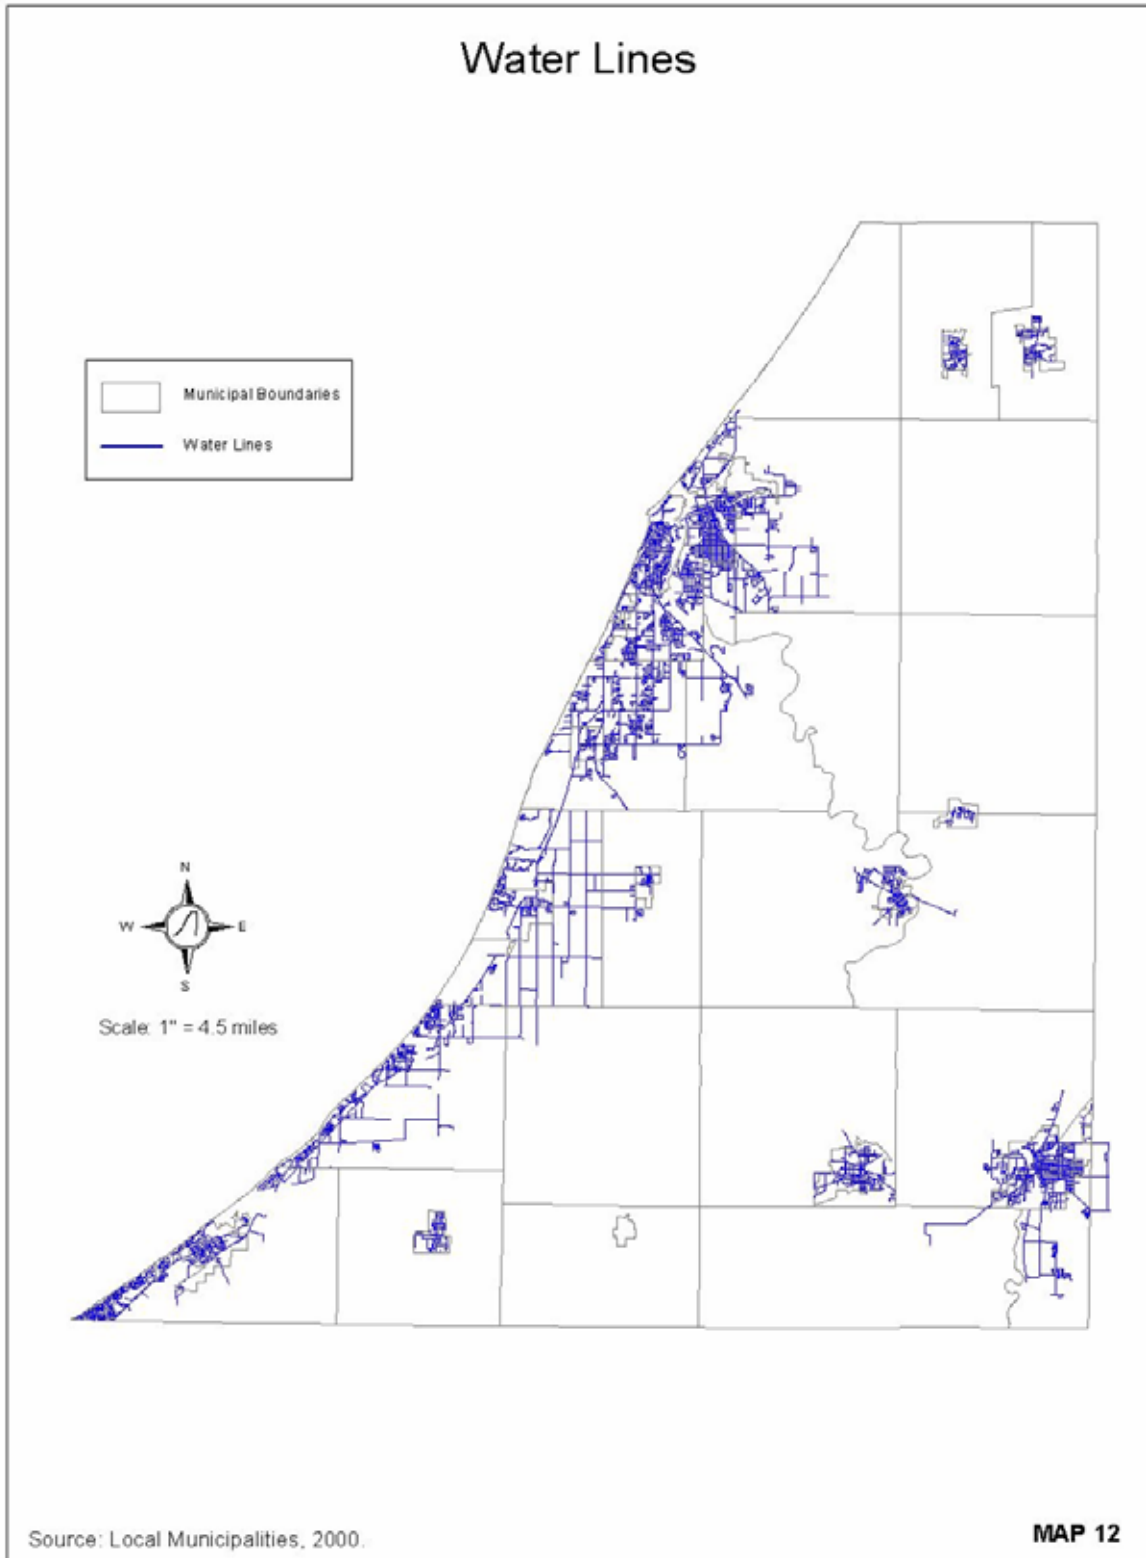 Water Lines
Municipal Boundaries
Water Lines
N
W E
S
Scale: 1" = 4.5 miles
Source: Local Municipalities, 2000.
MAP 12